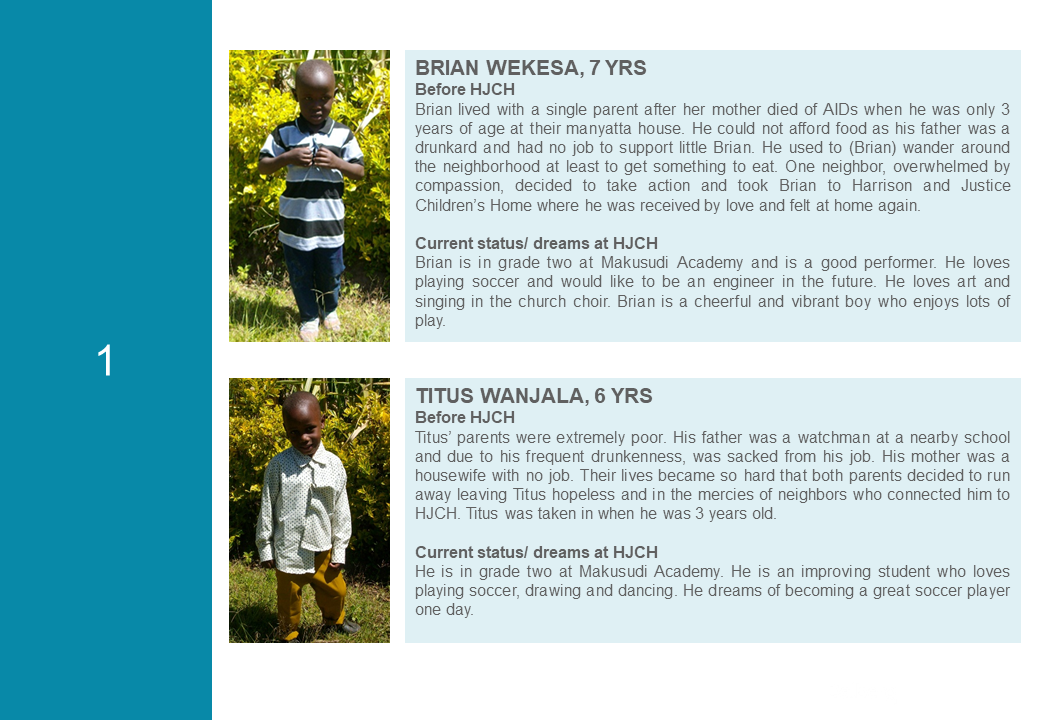 1
BRIAN WEKESA, 7 YRS
Before HJCH
Brian lived with a single parent after her mother died of AIDs when he was only 3
years of age at their manyatta house. He could not afford food as his father was a
drunkard and had no job to support little Brian. He used to (Brian) wander around
the neighborhood at least to get something to eat. One neighbor, overwhelmed by
compassion, decided to take action and took Brian to Harrison and Justice
Children’s Home where he was received by love and felt at home again.
Current status/ dreams at HJCH
Brian is in grade two at Makusudi Academy and is a good performer. He loves
playing soccer and would like to be an engineer in the future. He loves art and
singing in the church choir. Brian is a cheerful and vibrant boy who enjoys lots of
play.
TITUS WANJALA, 6 YRS
Before HJCH
Titus’ parents were extremely poor. His father was a watchman at a nearby school
and due to his frequent drunkenness, was sacked from his job. His mother was a
housewife with no job. Their lives became so hard that both parents decided to run
away leaving Titus hopeless and in the mercies of neighbors who connected him to
HJCH. Titus was taken in when he was 3 years old.
Current status/ dreams at HJCH
He is in grade two at Makusudi Academy. He is an improving student who loves
playing soccer, drawing and dancing. He dreams of becoming a great soccer player
one day.